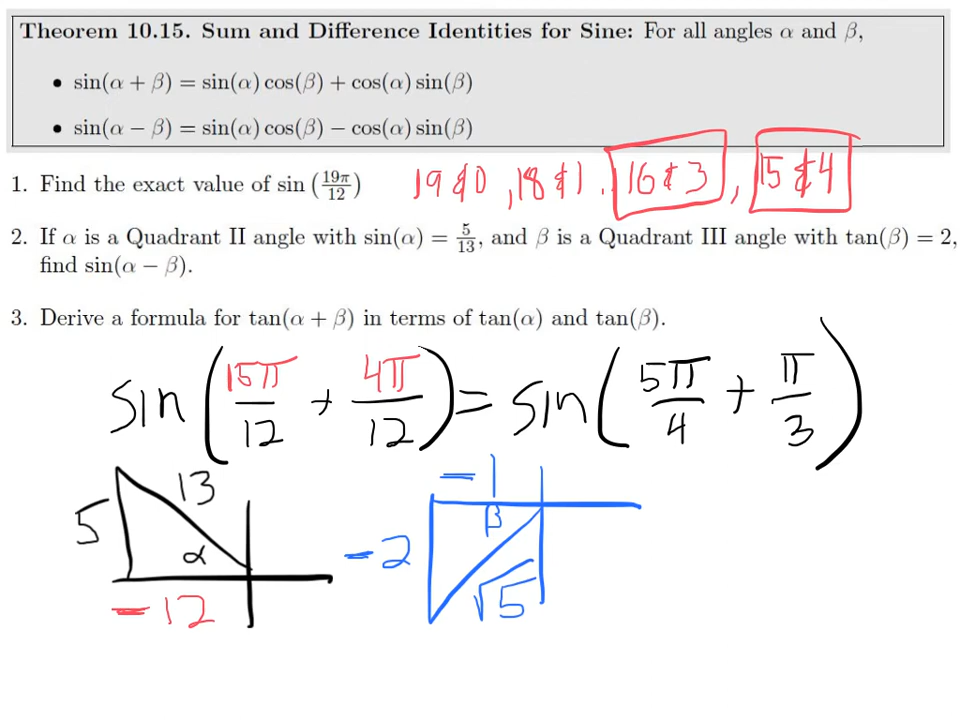 Theorem 10.15. Sum and Difference Identities for Sine: For all angles α and β,
• sin(α + β) = sin(α) cos(β) + cos(α) sin(β)
• sin(α − β) = sin(α) cos(β) − cos(α) sin(β)
1. Find the exact value of sin (19π/12)
19 & 0 , 18 & 1 , 16 & 3 , 15 & 4
2. If α is a Quadrant II angle with sin(α) = 5/13, and β is a Quadrant III angle with tan(β) = 2,
find sin(α − β).
3. Derive a formula for tan(α + β) in terms of tan(α) and tan(β).
sin(15π/12 + 4π/12) = sin(5π/4 + π/3)
5
13
α
−12
−1
β
−2
√5